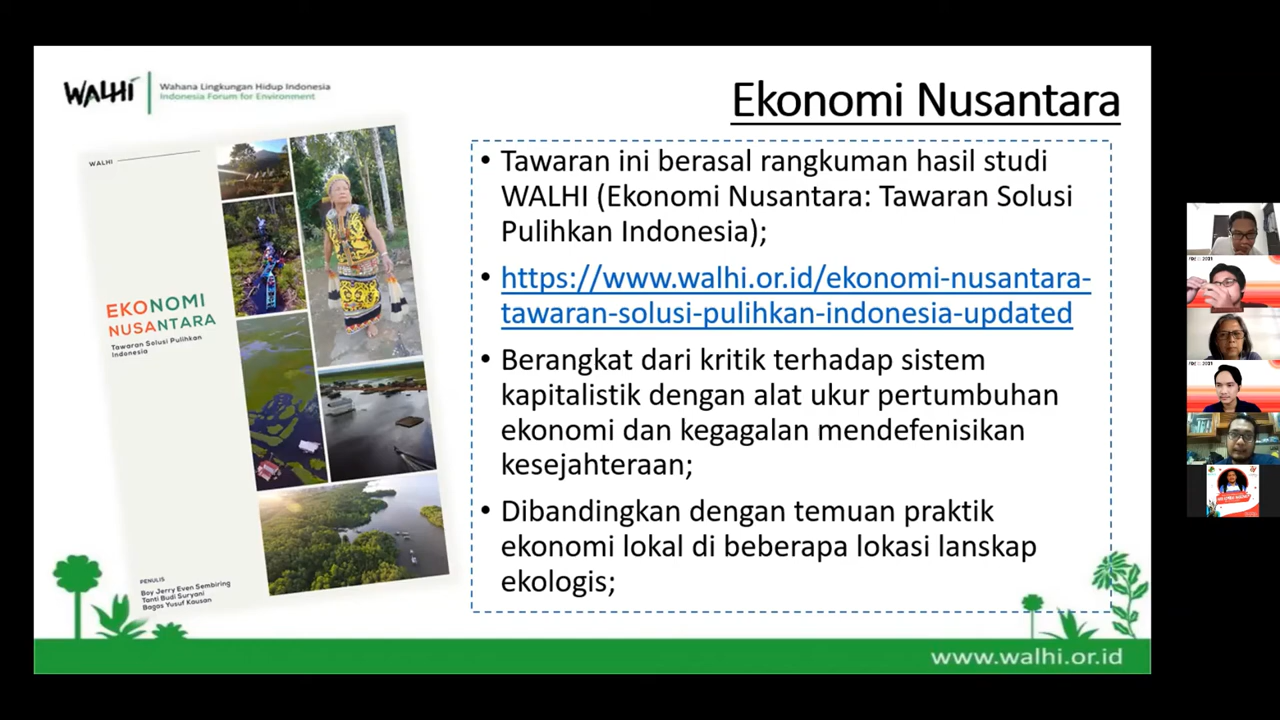 WALHI
Wahana Lingkungan Hidup Indonesia
Indonesia Forum for Environment
Ekonomi Nusantara
WALHI
EKONOMI
NUSANTARA
Tawaran Solusi Pulihkan
Indonesia
PENULIS
Boy Jerry Even Sembiring
Tanti Budi Suryani
Bagas Yusuf Kausan
• Tawaran ini berasal rangkuman hasil studi
WALHI (Ekonomi Nusantara: Tawaran Solusi
Pulihkan Indonesia);
• https://www.walhi.or.id/ekonomi-nusantara-
tawaran-solusi-pulihkan-indonesia-updated
• Berangkat dari kritik terhadap sistem
kapitalistik dengan alat ukur pertumbuhan
ekonomi dan kegagalan mendefenisikan
kesejahteraan;
• Dibandingkan dengan temuan praktik
ekonomi lokal di beberapa lokasi lanskap
ekologis;
www.walhi.or.id